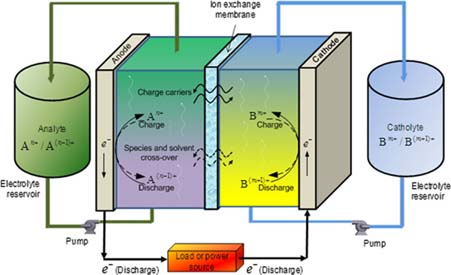 Ion exchange
membrane
Anode
Cathode
Charge carriers
Analyte
A n+ / A (n-1)+
Electrolyte
reservoir
Pump
e-
A n+
Charge
Species and solvent
cross-over
A (n-1)+
Discharge
B m+
Charge
B (m-1)+
Discharge
e-
Catholyte
B m+ / B (m-1)+
Electrolyte
reservoir
Pump
e- (Discharge)
Load or power
source
e- (Discharge)